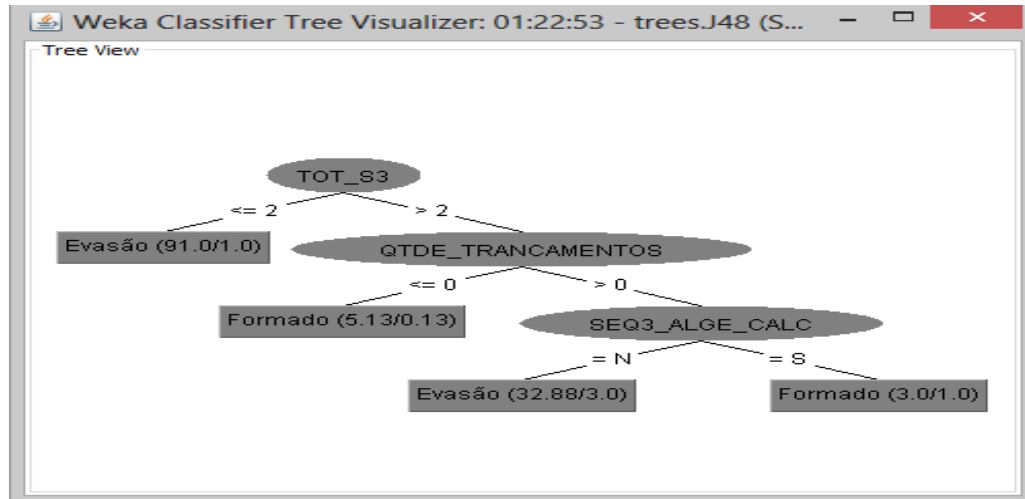 Weka Classifier Tree Visualizer: 01:22:53 - trees.J48 (S...
Tree View
TOT_S3
<= 2
> 2
Evasão (91.0/1.0)
QTDE_TRANCAMENTOS
<= 0
> 0
Formado (5.13/0.13)
SEQ3_ALGE_CALC
= N
= S
Evasão (32.88/3.0)
Formado (3.0/1.0)